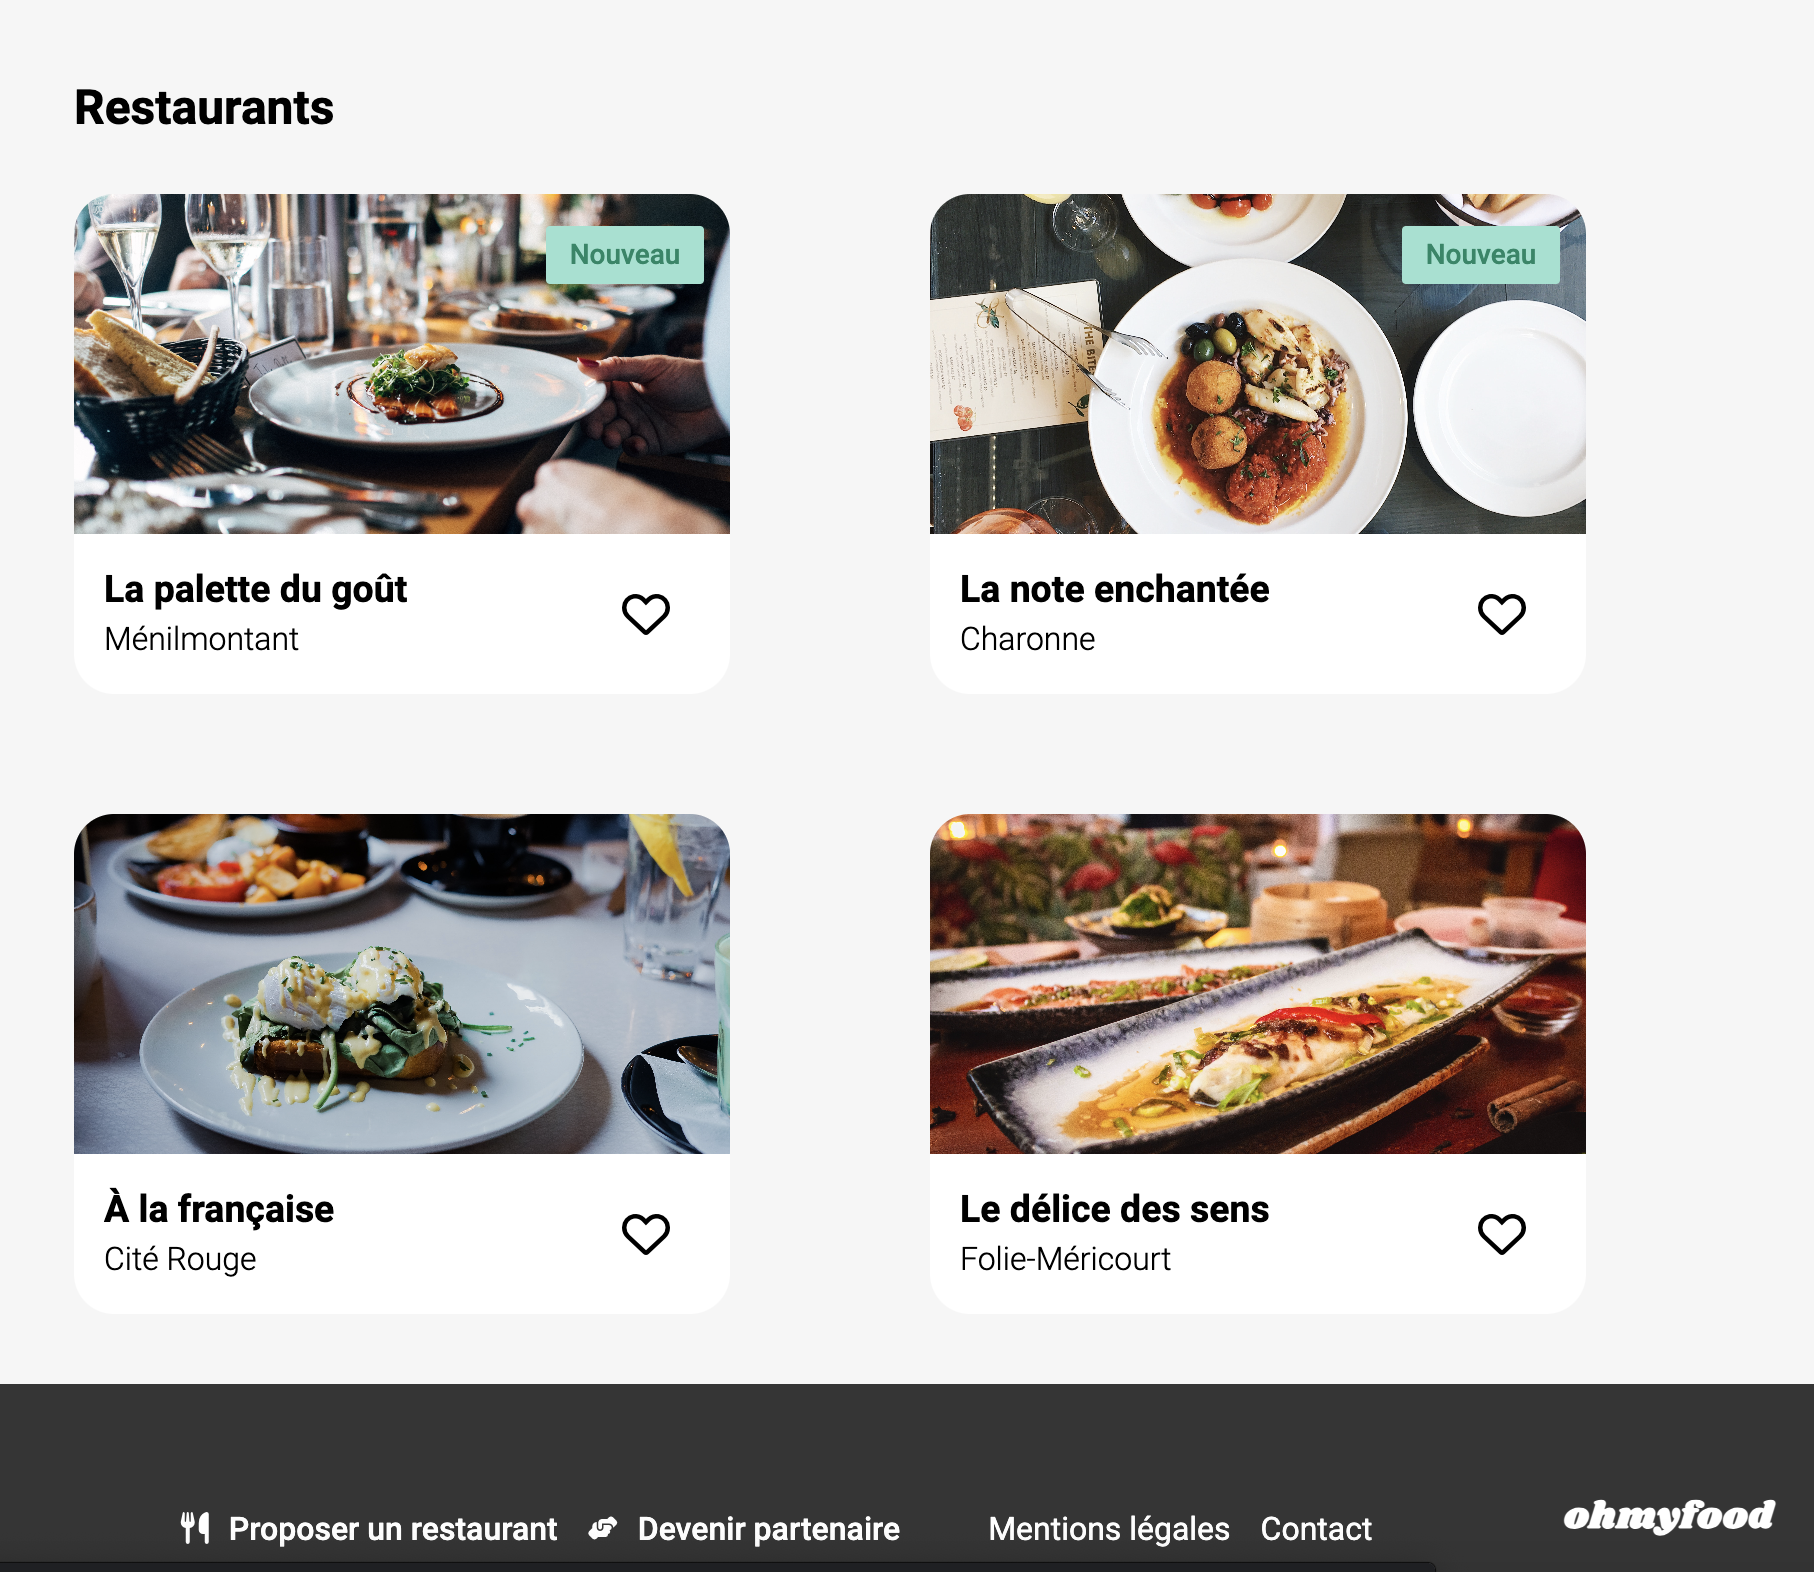 Restaurants
Nouveau
Nouveau
La palette du goût
Ménilmontant
La note enchantée
Charonne
À la française
Cité Rouge
Le délice des sens
Folie-Méricourt
Proposer un restaurant
Devenir partenaire
Mentions légales
Contact
ohmyfood